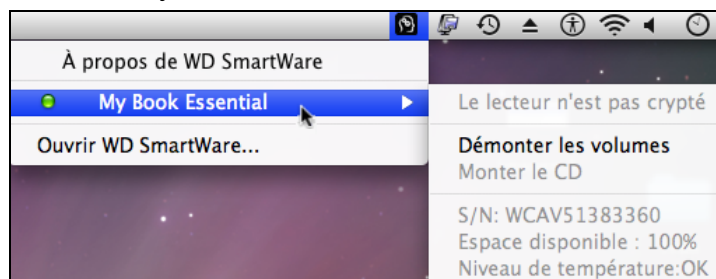 À propos de WD SmartWare
My Book Essential
Ouvrir WD SmartWare...
Le lecteur n'est pas crypté
Démonter les volumes
Monter le CD
S/N: WCAV51383360
Espace disponible : 100%
Niveau de température:OK